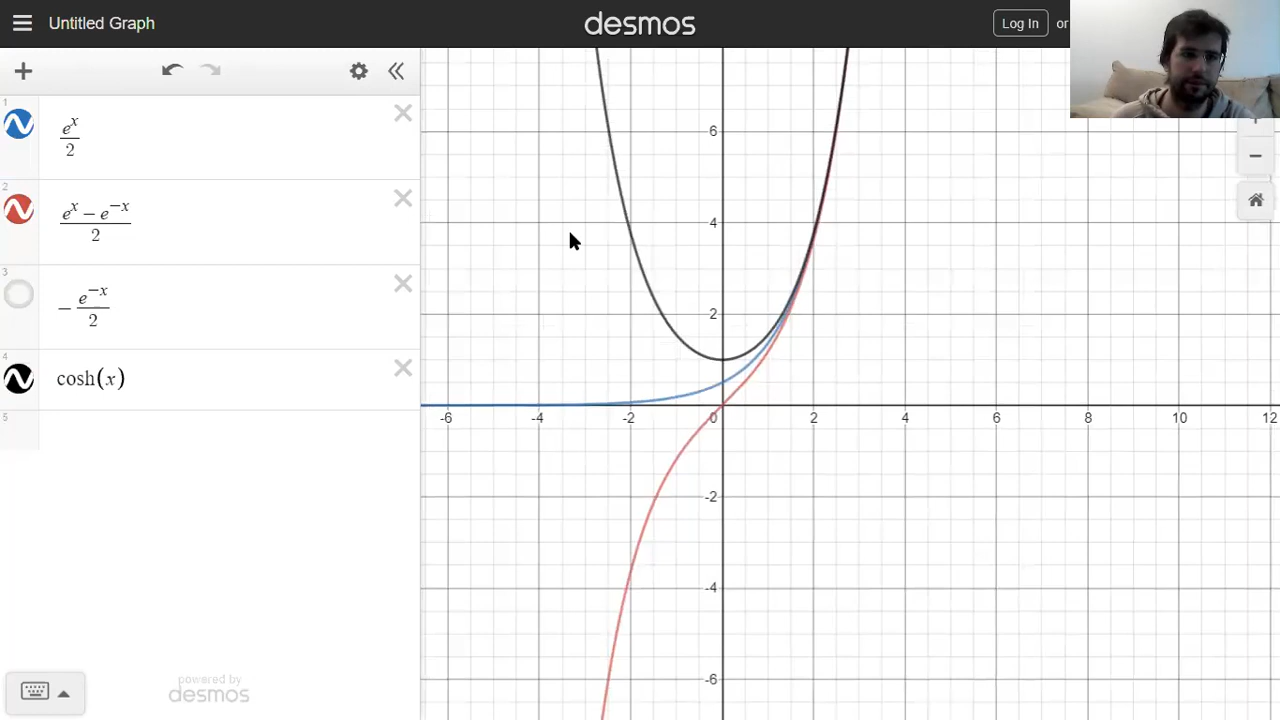 Untitled Graph
desmos
Log In or
1
e^x/2
2
(e^x − e^−x)/2
3
− e^−x/2
4
cosh(x)
5
6
4
2
-6 -4 -2 -0 2 4 6 8 10 12
-2
-4
-6
powered by
desmos